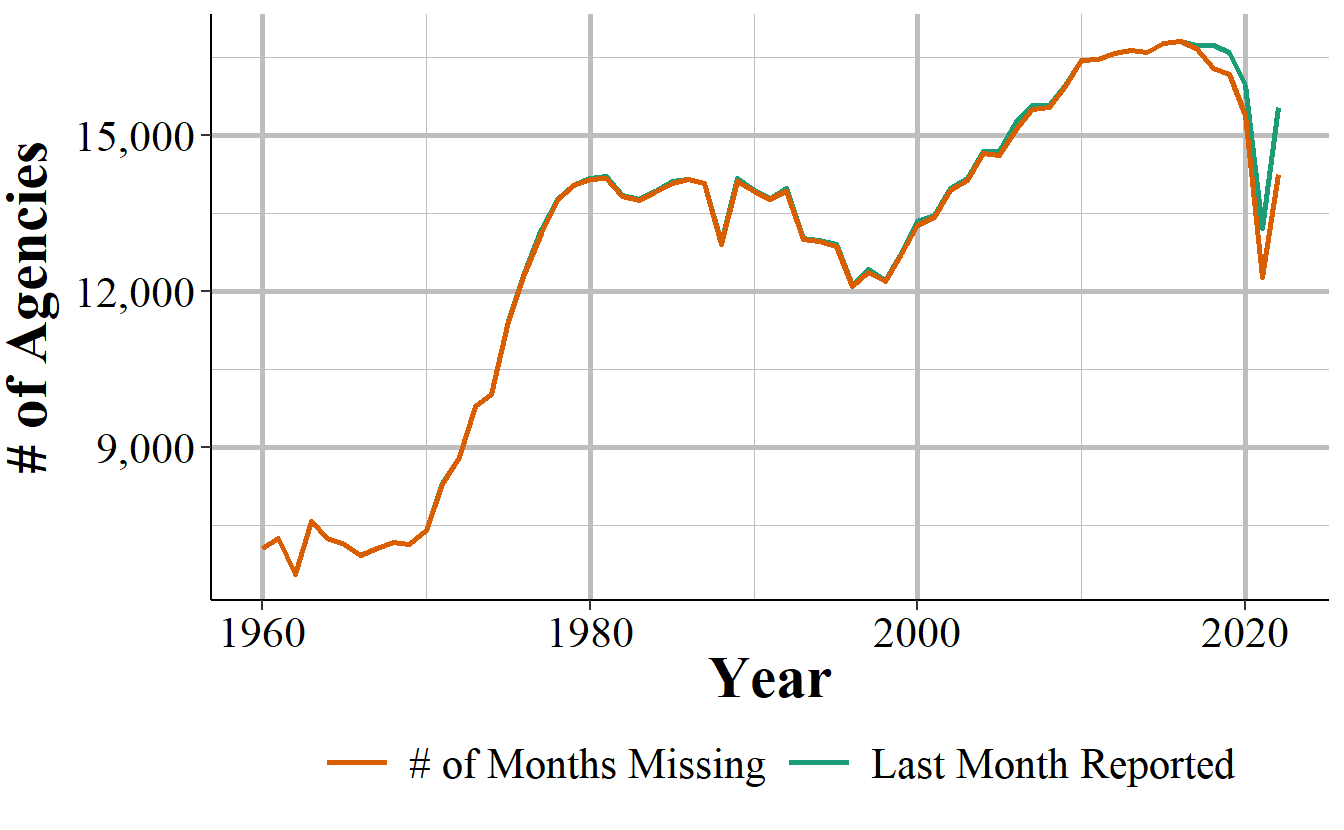 # of Agencies
15,000
12,000
9,000
1960 1980 2000 2020
Year
# of Months Missing Last Month Reported